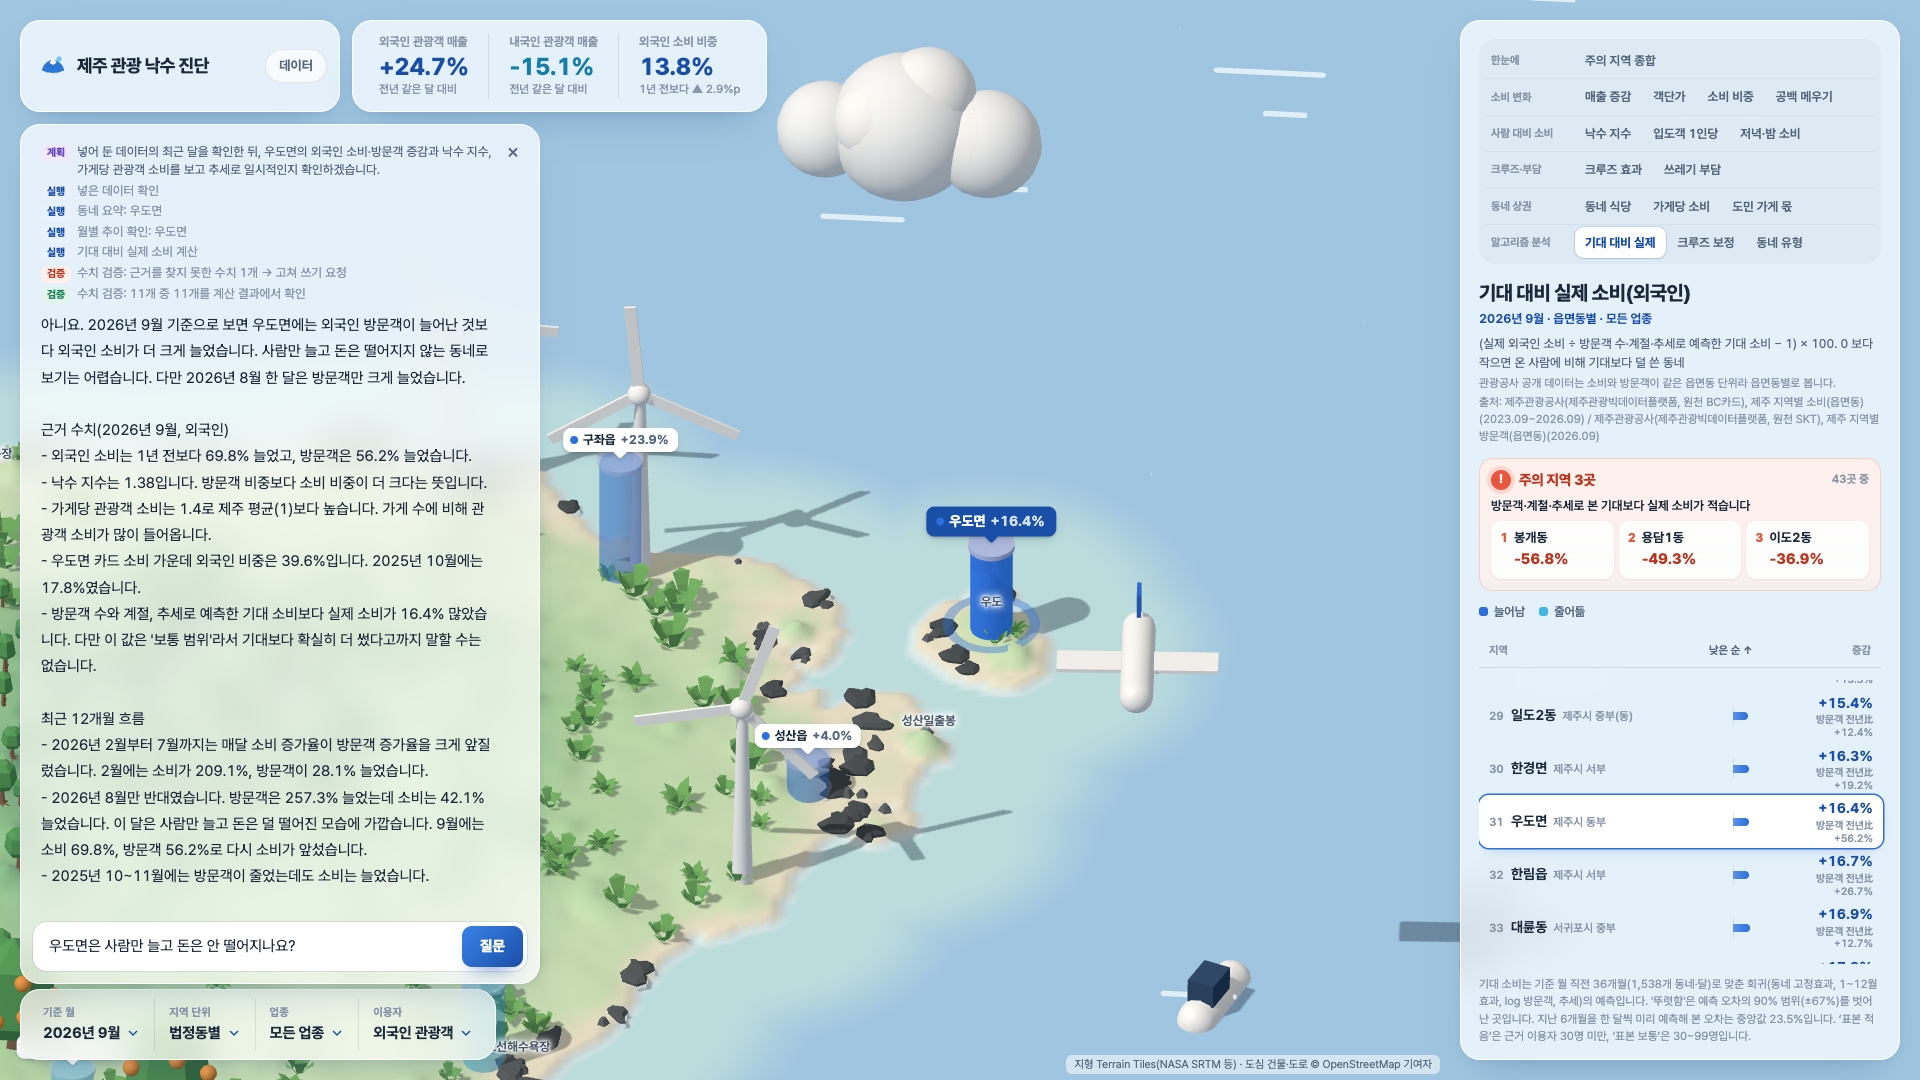 제주 관광 낙수 진단
데이터
외국인 관광객 매출
+24.7%
전년 같은 달 대비
내국인 관광객 매출
-15.1%
전년 같은 달 대비
외국인 소비 비중
13.8%
1년 전보다 ▲ 2.9%p
계획 넣어 둔 데이터의 최근 달을 확인한 뒤, 우도면의 외국인 소비·방문객 증감과 낙수 지수,
가게당 관광객 소비를 보고 추세로 일시적인지 확인하겠습니다.
실행 넣은 데이터 확인
실행 동네 요약: 우도면
실행 월별 추이 확인: 우도면
실행 기대 대비 실제 소비 계산
검증 수치 검증: 근거를 찾지 못한 수치 1개 → 고쳐 쓰기 요청
검증 수치 검증: 11개 중 11개를 계산 결과에서 확인
아니요. 2026년 9월 기준으로 보면 우도면에는 외국인 방문객이 늘어난 것보
다 외국인 소비가 더 크게 늘었습니다. 사람만 늘고 돈은 떨어지지 않는 동네로
보기는 어렵습니다. 다만 2026년 8월 한 달은 방문객만 크게 늘었습니다.
근거 수치(2026년 9월, 외국인)
- 외국인 소비는 1년 전보다 69.8% 늘었고, 방문객은 56.2% 늘었습니다.
- 낙수 지수는 1.38입니다. 방문객 비중보다 소비 비중이 더 크다는 뜻입니다.
- 가게당 관광객 소비는 1.4로 제주 평균(1)보다 높습니다. 가게 수에 비해 관
광객 소비가 많이 들어옵니다.
- 우도면 카드 소비 가운데 외국인 비중은 39.6%입니다. 2025년 10월에는
17.8%였습니다.
- 방문객 수와 계절, 추세로 예측한 기대 소비보다 실제 소비가 16.4% 많았습
니다. 다만 이 값은 '보통 범위'라서 기대보다 확실히 더 썼다고까지 말할 수는
없습니다.
최근 12개월 흐름
- 2026년 2월부터 7월까지는 매달 소비 증가율이 방문객 증가율을 크게 앞질
렀습니다. 2월에는 소비가 209.1%, 방문객이 28.1% 늘었습니다.
- 2026년 8월만 반대였습니다. 방문객은 257.3% 늘었는데 소비는 42.1%
늘었습니다. 이 달은 사람만 늘고 돈은 덜 떨어진 모습에 가깝습니다. 9월에는
소비 69.8%, 방문객 56.2%로 다시 소비가 앞섰습니다.
- 2025년 10~11월에는 방문객이 줄었는데도 소비는 늘었습니다.
우도면은 사람만 늘고 돈은 안 떨어지나요?
질문
기준 월
2026년 9월
지역 단위
법정동별
업종
모든 업종
이용자
외국인 관광객
구좌읍 +23.9%
우도면 +16.4%
우도
성산일출봉
성산읍 +4.0%
선해수욕장
지형 Terrain Tiles(NASA SRTM 등) · 도심 건물·도로 © OpenStreetMap 기여자
한눈에 주의 지역 종합
소비 변화 매출 증감 객단가 소비 비중 공백 메우기
사람 대비 소비 낙수 지수 입도객 1인당 저녁·밤 소비
크루즈·부담 크루즈 효과 쓰레기 부담
동네 상권 동네 식당 가게당 소비 도민 가게 몫
알고리즘 분석 기대 대비 실제 크루즈 보정 동네 유형
기대 대비 실제 소비(외국인)
2026년 9월 · 읍면동별 · 모든 업종
(실제 외국인 소비 ÷ 방문객 수·계절·추세로 예측한 기대 소비 − 1) × 100. 0 보다
작으면 온 사람에 비해 기대보다 덜 쓴 동네
관광공사 공개 데이터는 소비와 방문객이 같은 읍면동 단위라 읍면동별로 봅니다.
출처: 제주관광공사(제주관광빅데이터플랫폼, 원천 BC카드), 제주 지역별 소비(읍면동)
(2023.09~2026.09) / 제주관광공사(제주관광빅데이터플랫폼, 원천 SKT), 제주 지역별
방문객(읍면동)(2026.09)
! 주의 지역 3곳 43곳 중
방문객·계절·추세로 본 기대보다 실제 소비가 적습니다
1 봉개동
-56.8%
2 용담1동
-49.3%
3 이도2동
-36.9%
늘어남 줄어듦
지역 낮은 순 ↑ 증감
29 일도2동 제주시 중부(동) +15.4%
방문객 전년比
+12.4%
30 한경면 제주시 서부 +16.3%
방문객 전년比
+19.2%
31 우도면 제주시 동부 +16.4%
방문객 전년比
+56.2%
32 한림읍 제주시 서부 +16.7%
방문객 전년比
+26.7%
33 대륜동 서귀포시 중부 +16.9%
방문객 전년比
+12.7%
기대 소비는 기준 월 직전 36개월(1,538개 동네·달)로 맞춘 회귀(동네 고정효과, 1~12월
효과, log 방문객, 추세)의 예측입니다. '뚜렷함'은 예측 오차의 90% 범위(±67%)를 벗어
난 곳입니다. 지난 6개월을 한 달씩 미리 예측해 본 오차는 중앙값 23.5%입니다. '표본 적
음'은 근거 이용자 30명 미만, '표본 보통'은 30~99명입니다.